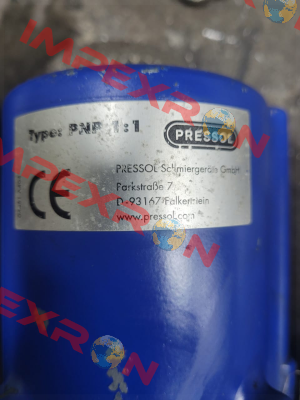 Type: PNP 1:1
PRESSOL
PRESSOL Schmiergeräte GmbH
Parkstraße 7
D-93167 Falkenstein
www.pressol.com
CE
IMPEXRON